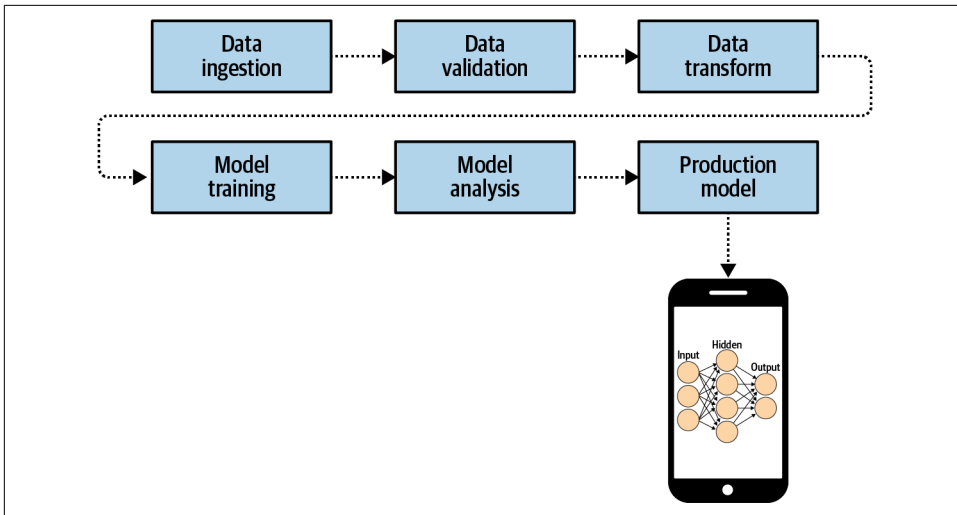 Data
ingestion
Data
validation
Data
transform
Model
training
Model
analysis
Production
model
Hidden
Input
Output